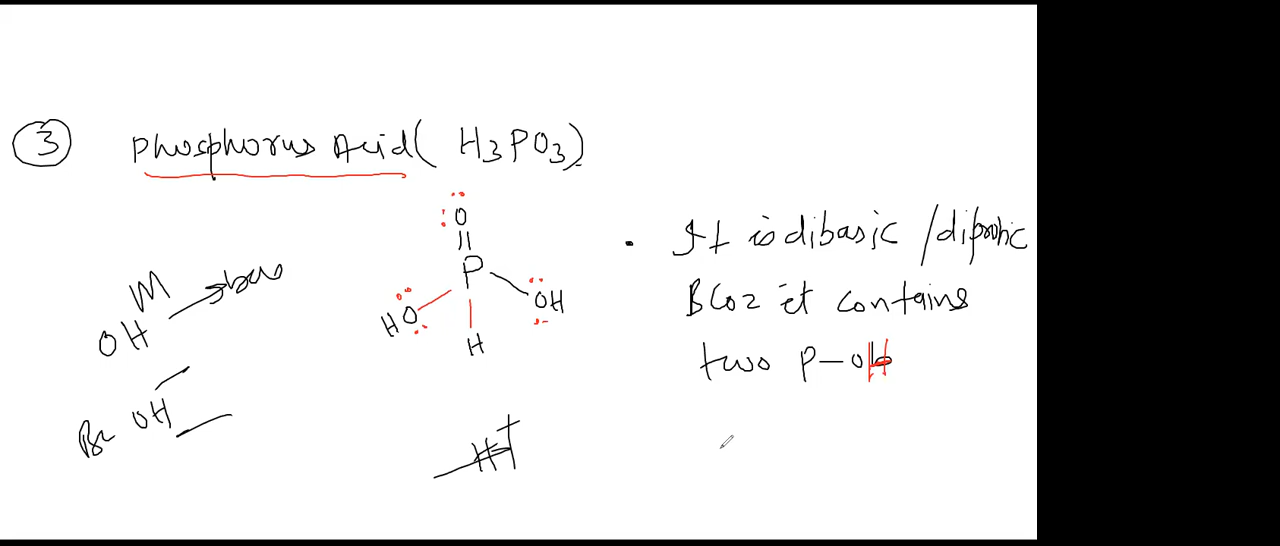 3 Phosphorus Acid ( H3PO3 )
O
P
HO OH
H
• It is dibasic / diprotic
BCoz it contains
two P-OH
M
OH
OH
H+